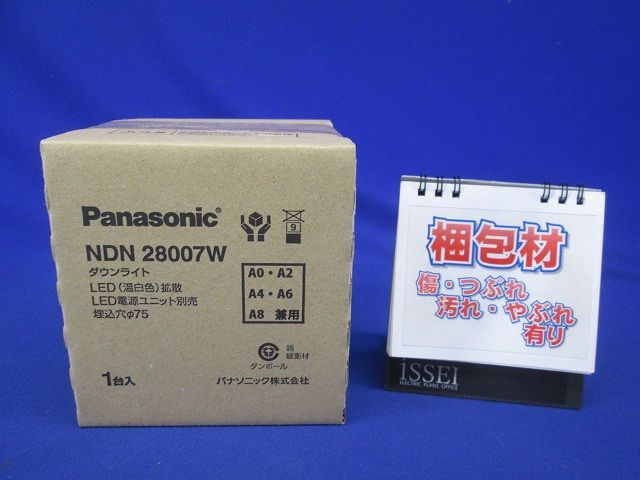 Panasonic®
NDN 28007W
ダウンライト
LED(温白色)拡散
LED電源ユニット別売
埋込穴φ75
9
A0・A2
A4・A6
A8 兼用
1台入
箱
緩衝材
ダンボール
パナソニック株式会社
梱包材
傷・つぶれ
汚れ・やぶれ
有り
ISSEI
ELECTRIC PLANS OFFICE